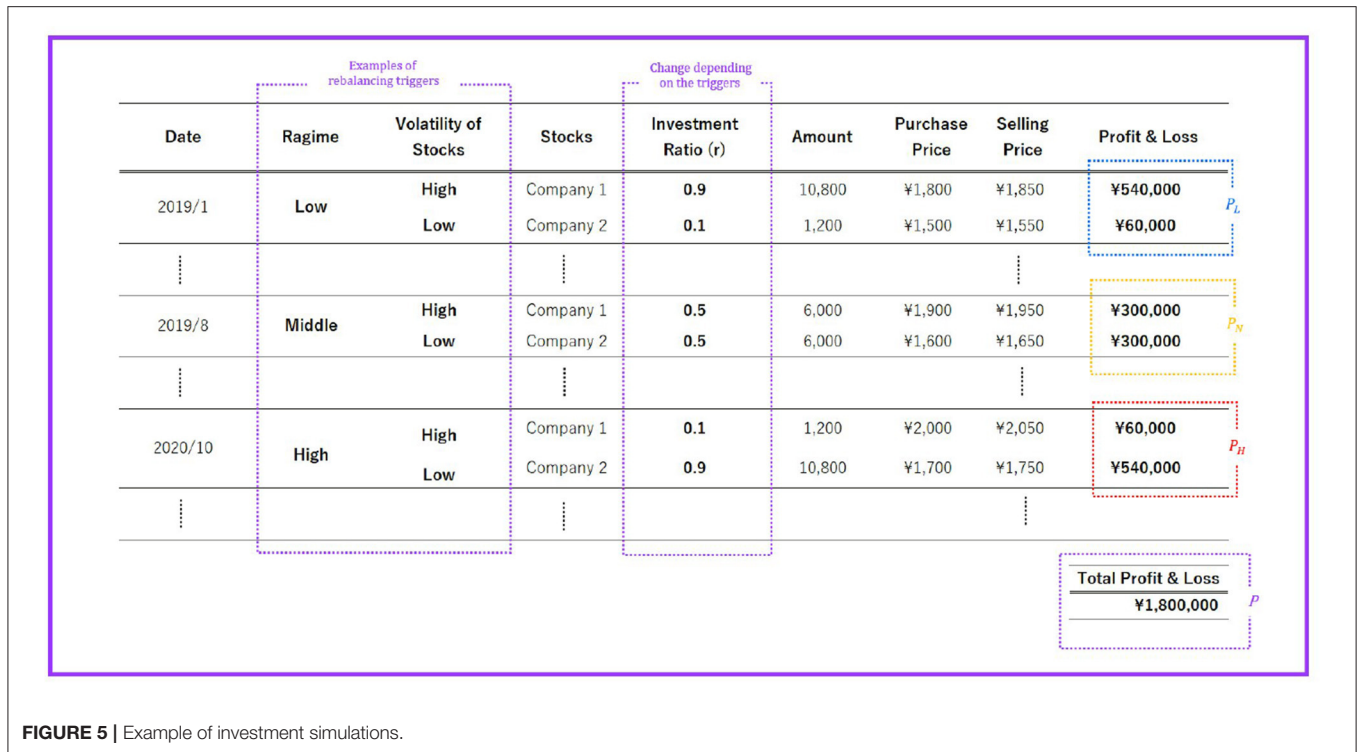 Examples of
rebalancing triggers
Change depending
on the triggers
Date Ragime Volatility of Stocks Stocks Investment Ratio (r) Amount Purchase Price Selling Price Profit & Loss
2019/1 Low High Company 1 0.9 10,800 ¥1,800 ¥1,850 ¥540,000
Low Company 2 0.1 1,200 ¥1,500 ¥1,550 ¥60,000
P_L
2019/8 Middle High Company 1 0.5 6,000 ¥1,900 ¥1,950 ¥300,000
Low Company 2 0.5 6,000 ¥1,600 ¥1,650 ¥300,000
P_N
2020/10 High High Company 1 0.1 1,200 ¥2,000 ¥2,050 ¥60,000
Low Company 2 0.9 10,800 ¥1,700 ¥1,750 ¥540,000
P_H
Total Profit & Loss
¥1,800,000 P
FIGURE 5 | Example of investment simulations.